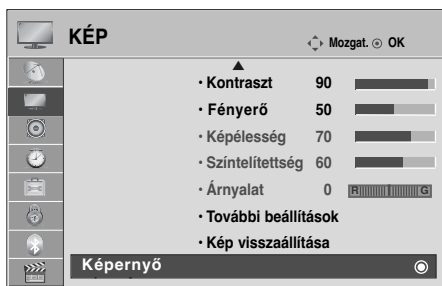 KÉP
Mozgat. OK
• Kontraszt 90
• Fényerő 50
• Képélesség 70
• Színtelítettség 60
• Árnyalat 0 R G
• További beállítások
• Kép visszaállítása
Képernyő